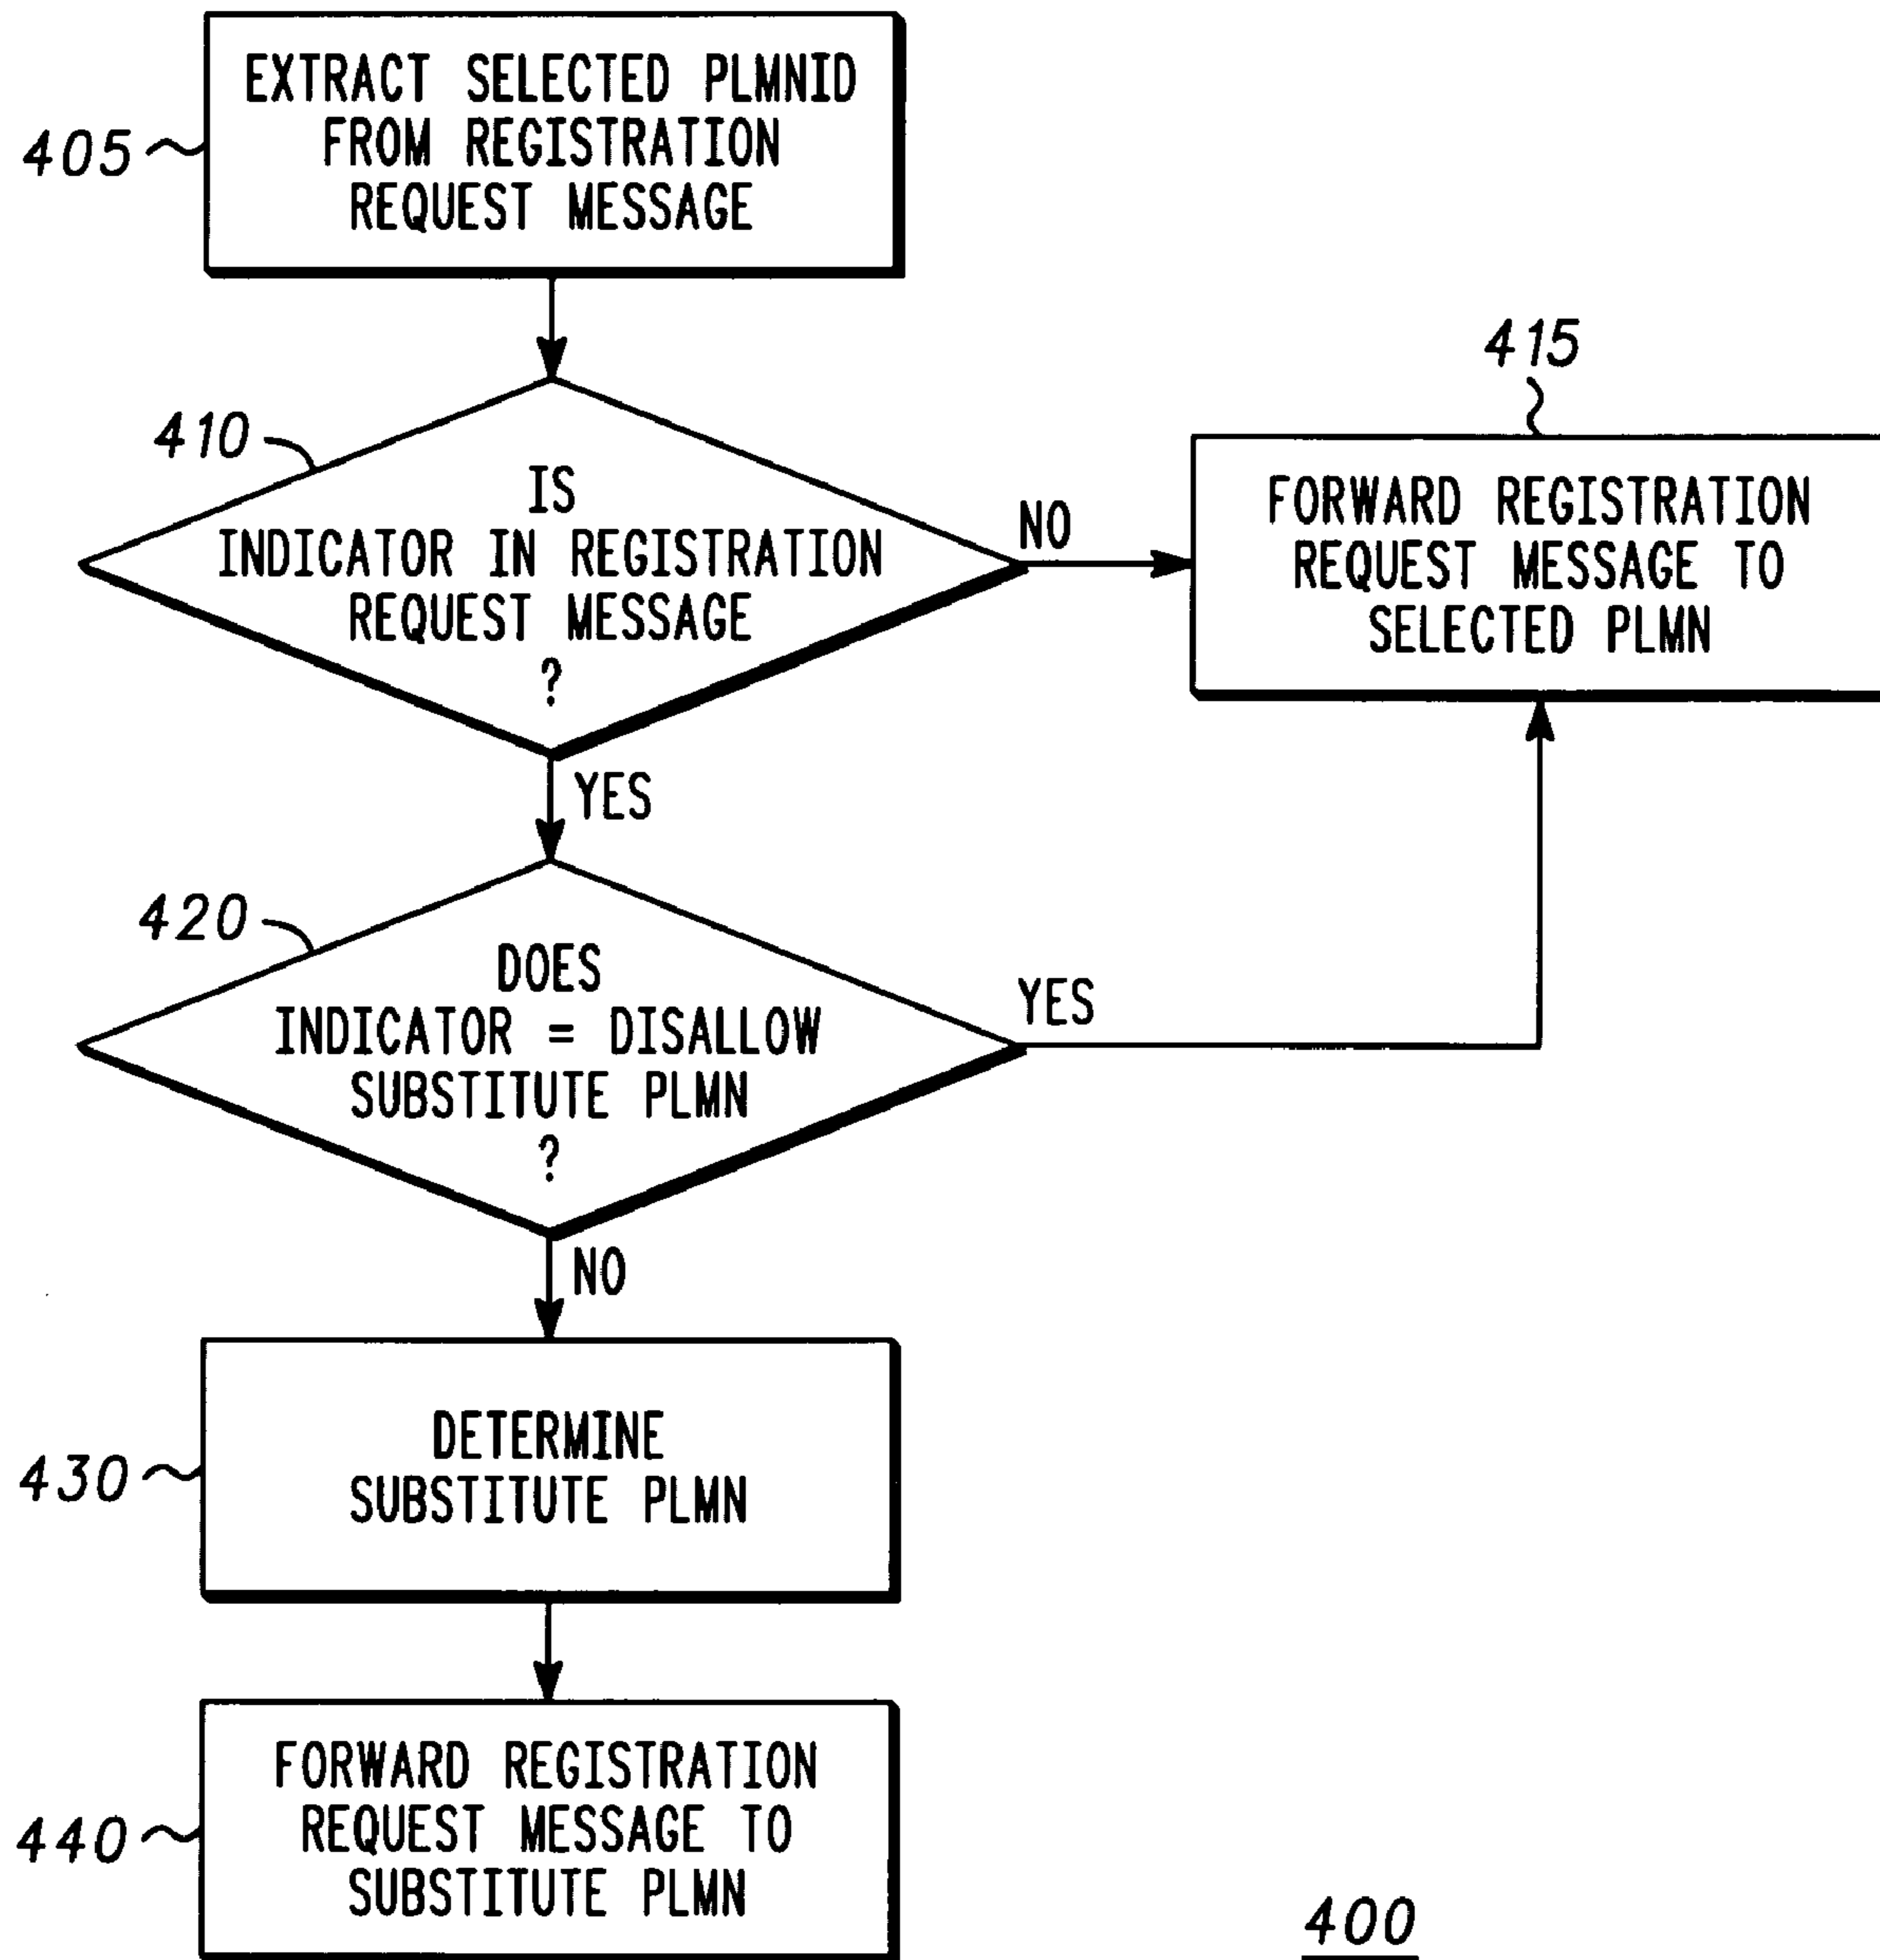 405
EXTRACT SELECTED PLMNID
FROM REGISTRATION
REQUEST MESSAGE
410
IS
INDICATOR IN REGISTRATION
REQUEST MESSAGE
?
NO
415
FORWARD REGISTRATION
REQUEST MESSAGE TO
SELECTED PLMN
YES
420
DOES
INDICATOR = DISALLOW
SUBSTITUTE PLMN
?
YES
NO
430
DETERMINE
SUBSTITUTE PLMN
440
FORWARD REGISTRATION
REQUEST MESSAGE TO
SUBSTITUTE PLMN
400